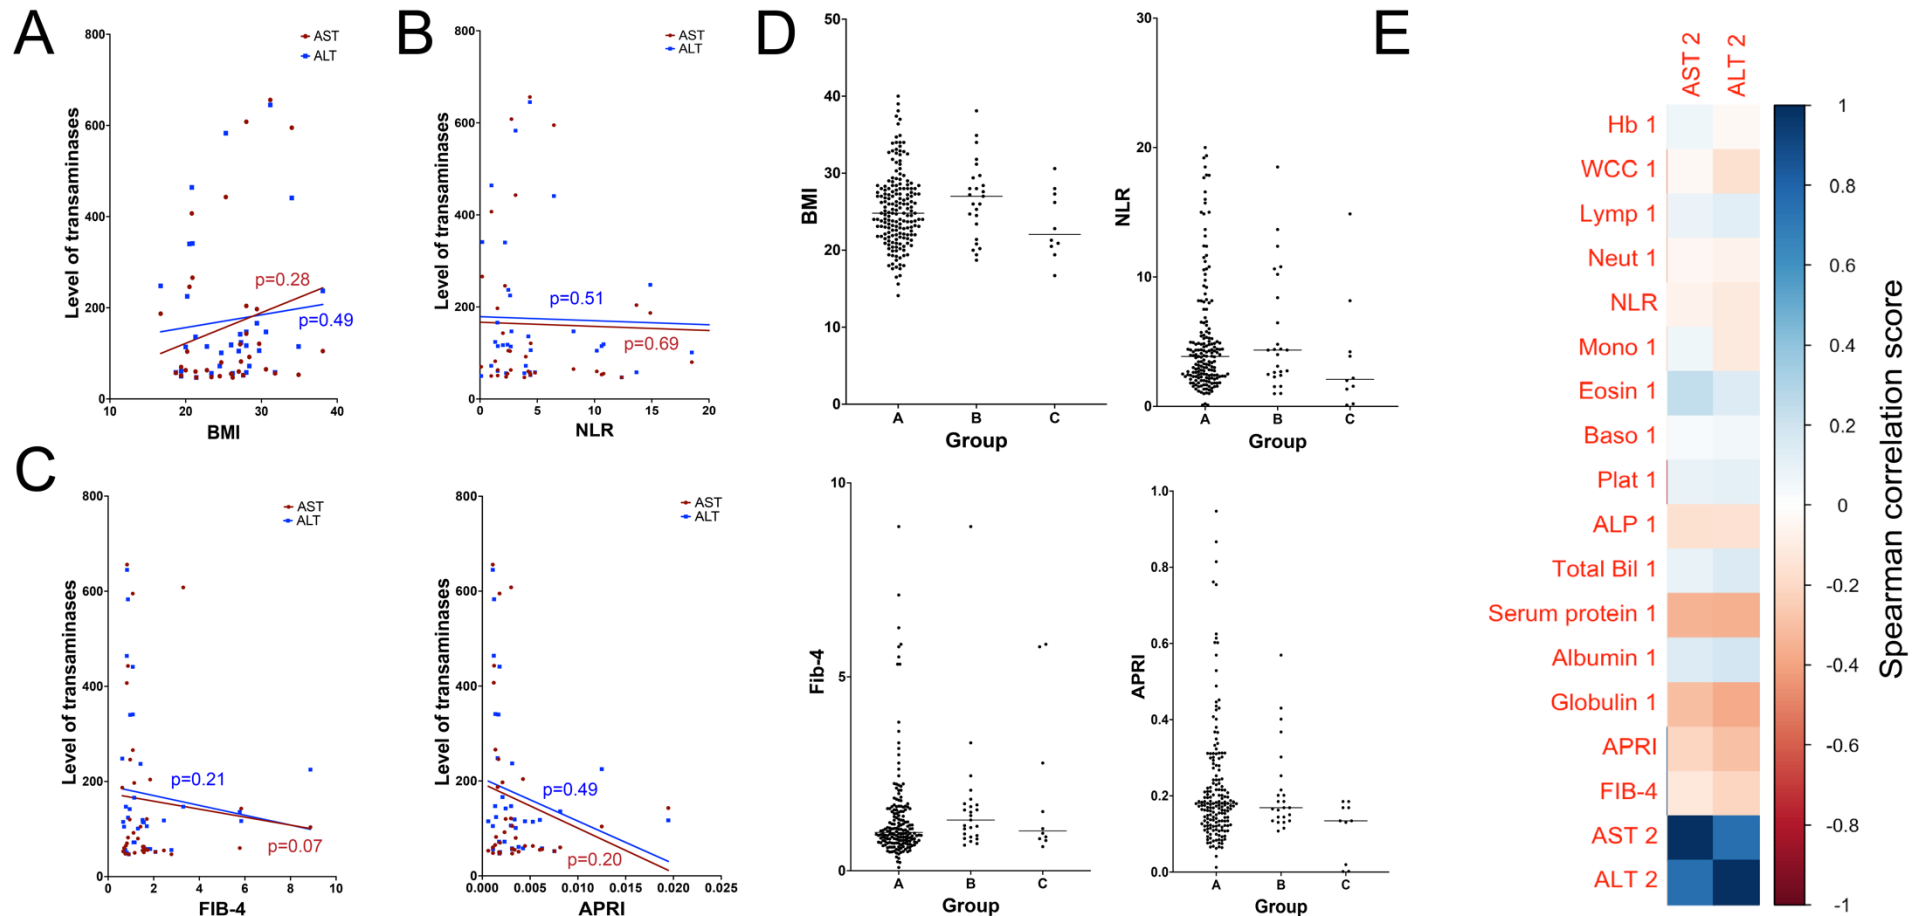 A
800
600
400
200
0
Level of transaminases
AST
ALT
p=0.28
p=0.49
10 20 30 40
BMI
B
800
600
400
200
0
Level of transaminases
AST
ALT
p=0.51
p=0.69
0 5 10 15 20
NLR
C
800
600
400
200
0
Level of transaminases
AST
ALT
p=0.21
p=0.07
0 2 4 6 8 10
FIB-4
800
600
400
200
0
Level of transaminases
AST
ALT
p=0.49
p=0.20
0.000 0.005 0.010 0.015 0.020 0.025
APRI
D
50
40
30
20
10
0
BMI
A B C
Group
30
20
10
0
NLR
A B C
Group
10
5
0
Fib-4
A B C
Group
1.0
0.8
0.6
0.4
0.2
0.0
APRI
A B C
Group
E
AST 2
ALT 2
Hb 1
WCC 1
Lymp 1
Neut 1
NLR
Mono 1
Eosin 1
Baso 1
Plat 1
ALP 1
Total Bil 1
Serum protein 1
Albumin 1
Globulin 1
APRI
FIB-4
AST 2
ALT 2
1
0.8
0.6
0.4
0.2
0
-0.2
-0.4
-0.6
-0.8
-1
Spearman correlation score